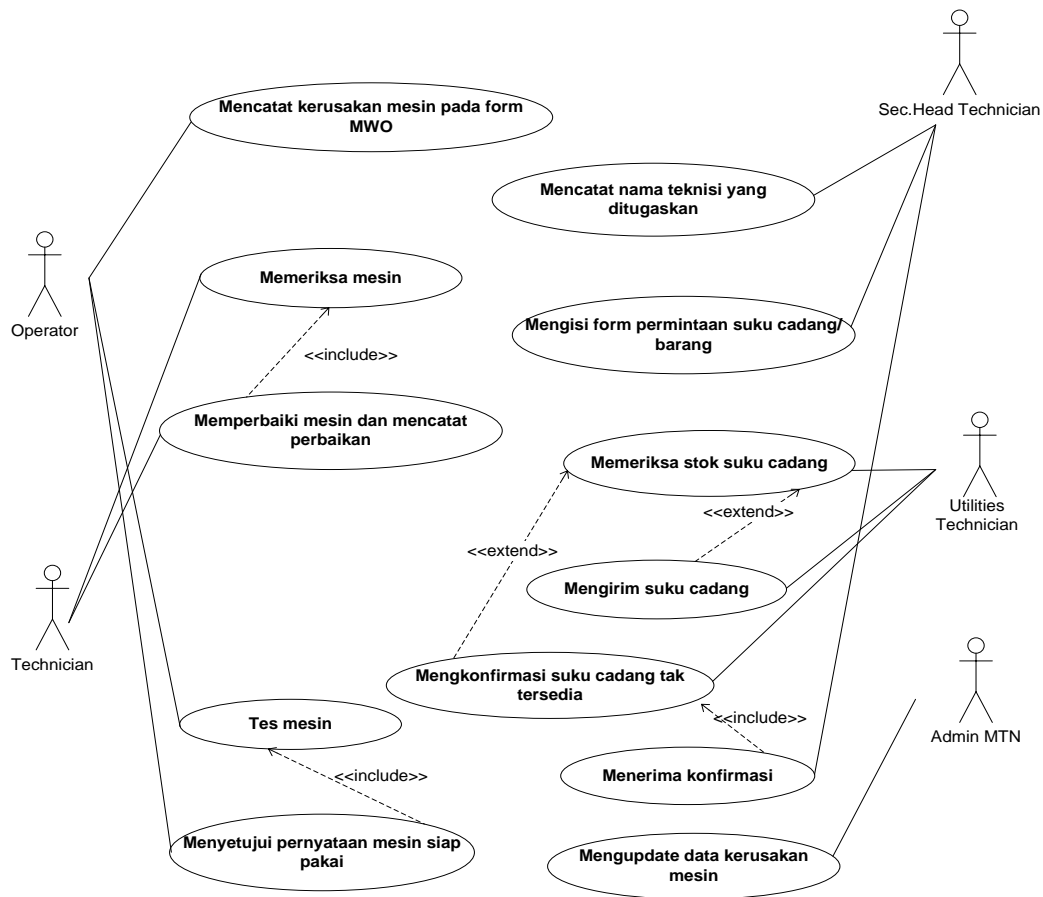 Mencatat kerusakan mesin pada form
MWO
Sec.Head Technician
Mencatat nama teknisi yang
ditugaskan
Operator
Memeriksa mesin
Mengisi form permintaan suku cadang/
barang
<<include>>
Memperbaiki mesin dan mencatat
perbaikan
Memeriksa stok suku cadang
Utilities
Technician
<<extend>>
<<extend>>
Mengirim suku cadang
Technician
Mengkonfirmasi suku cadang tak
tersedia
Tes mesin
<<include>>
Admin MTN
<<include>>
Menerima konfirmasi
Menyetujui pernyataan mesin siap
pakai
Mengupdate data kerusakan
mesin